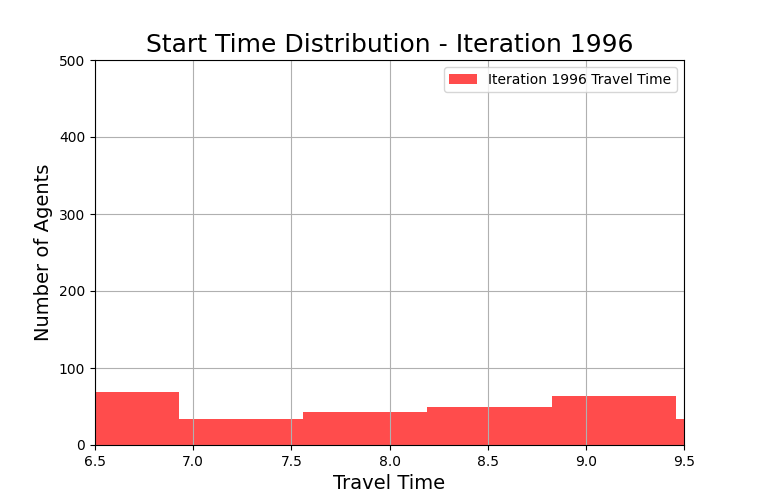 Start Time Distribution - Iteration 1996
500
Iteration 1996 Travel Time
400
300
200
100
0
Number of Agents
6.5 7.0 7.5 8.0 8.5 9.0 9.5
Travel Time